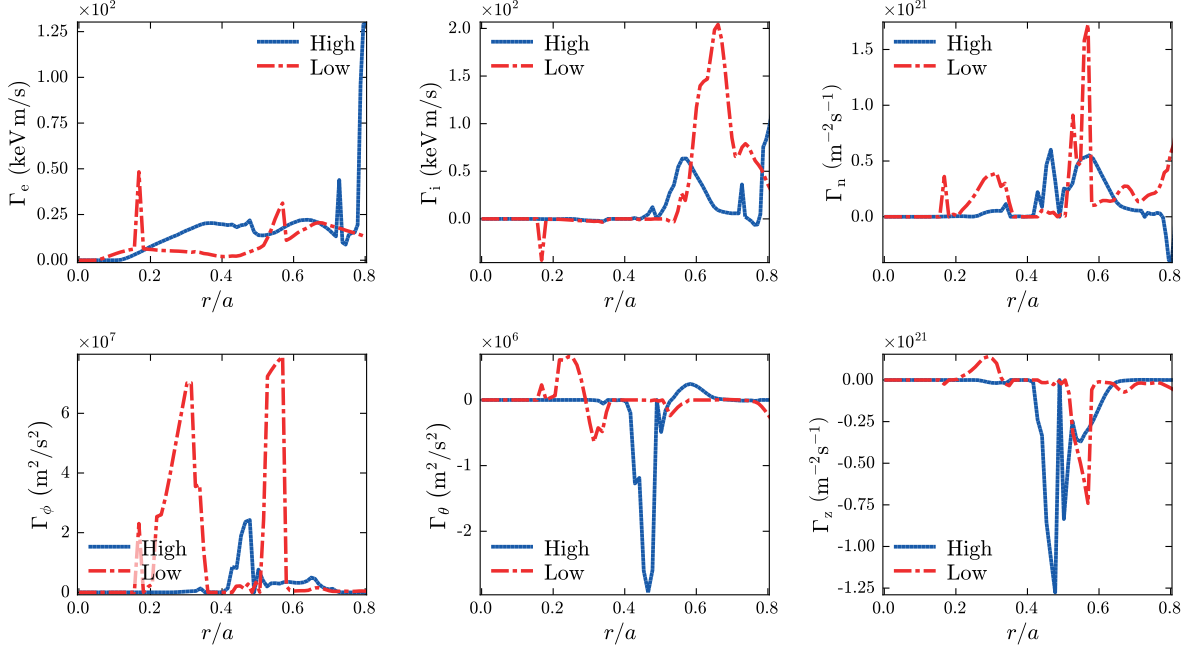 ×10²
1.25
1.00
0.75
0.50
0.25
0.00
Γₑ (keV m/s)
High
Low
0.0 0.2 0.4 0.6 0.8
r/a
×10²
2.0
1.5
1.0
0.5
0.0
Γᵢ (keV m/s)
High
Low
0.0 0.2 0.4 0.6 0.8
r/a
×10²¹
1.5
1.0
0.5
0.0
Γₙ (m⁻²s⁻¹)
High
Low
0.0 0.2 0.4 0.6 0.8
r/a
×10⁷
6
4
2
0
Γ_ϕ (m²/s²)
High
Low
0.0 0.2 0.4 0.6 0.8
r/a
×10⁶
0
-1
-2
Γ_θ (m²/s²)
High
Low
0.0 0.2 0.4 0.6 0.8
r/a
×10²¹
0.00
-0.25
-0.50
-0.75
-1.00
-1.25
Γ_z (m⁻²s⁻¹)
High
Low
0.0 0.2 0.4 0.6 0.8
r/a